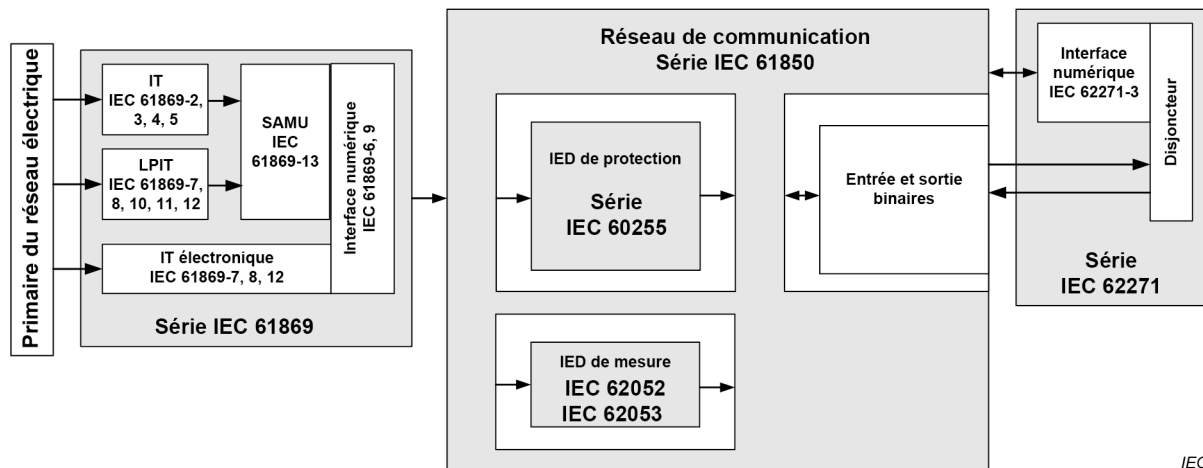 Primaire du réseau électrique
IT
IEC 61869-2,
3, 4, 5
LPIT
IEC 61869-7,
8, 10, 11, 12
SAMU
IEC
61869-13
Interface numérique
IEC 61869-6, 9
IT électronique
IEC 61869-7, 8, 12
Série IEC 61869
Réseau de communication
Série IEC 61850
IED de protection
Série
IEC 60255
IED de mesure
IEC 62052
IEC 62053
Entrée et sortie
binaires
Interface
numérique
IEC 62271-3
Disjoncteur
Série
IEC 62271
IEC